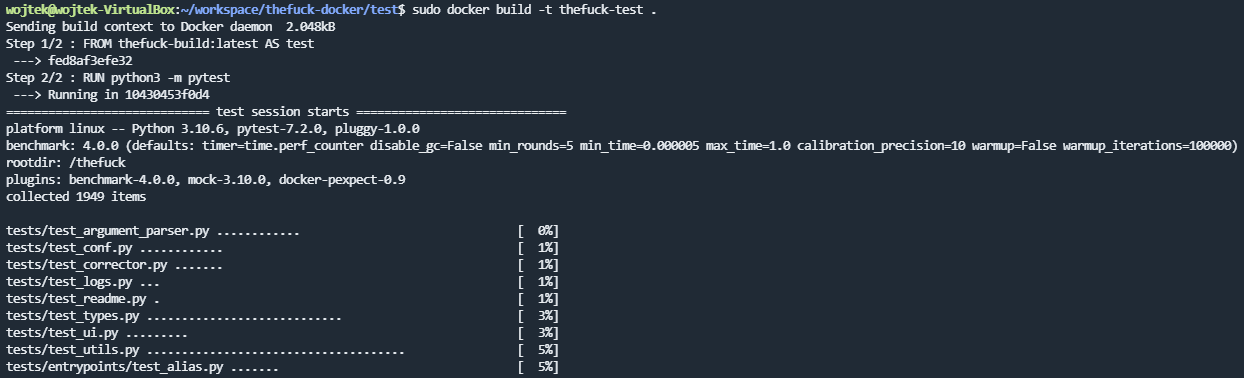 wojtek@wojtek-VirtualBox:~/workspace/thefuck-docker/test$ sudo docker build -t thefuck-test .
Sending build context to Docker daemon  2.048kB
Step 1/2 : FROM thefuck-build:latest AS test
 ---> fed8af3efe32
Step 2/2 : RUN python3 -m pytest
 ---> Running in 10430453f0d4
============================= test session starts ==============================
platform linux -- Python 3.10.6, pytest-7.2.0, pluggy-1.0.0
benchmark: 4.0.0 (defaults: timer=time.perf_counter disable_gc=False min_rounds=5 min_time=0.000005 max_time=1.0 calibration_precision=10 warmup=False warmup_iterations=100000)
rootdir: /thefuck
plugins: benchmark-4.0.0, mock-3.10.0, docker-pexpect-0.9
collected 1949 items

tests/test_argument_parser.py ............                               [  0%]
tests/test_conf.py ............                                          [  1%]
tests/test_corrector.py .......                                          [  1%]
tests/test_logs.py ...                                                   [  1%]
tests/test_readme.py .                                                   [  1%]
tests/test_types.py ............................                         [  3%]
tests/test_ui.py .........                                               [  3%]
tests/test_utils.py .....................................                [  5%]
tests/entrypoints/test_alias.py .......                                  [  5%]